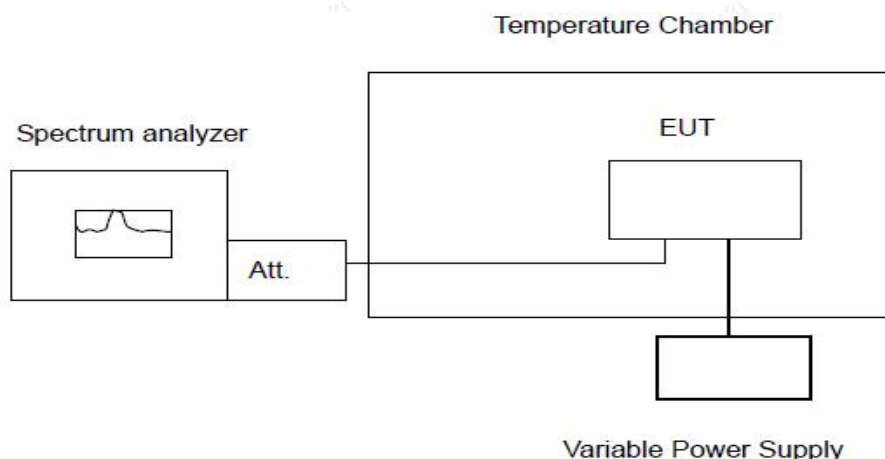 Temperature Chamber
Spectrum analyzer
EUT
Att.
Variable Power Supply